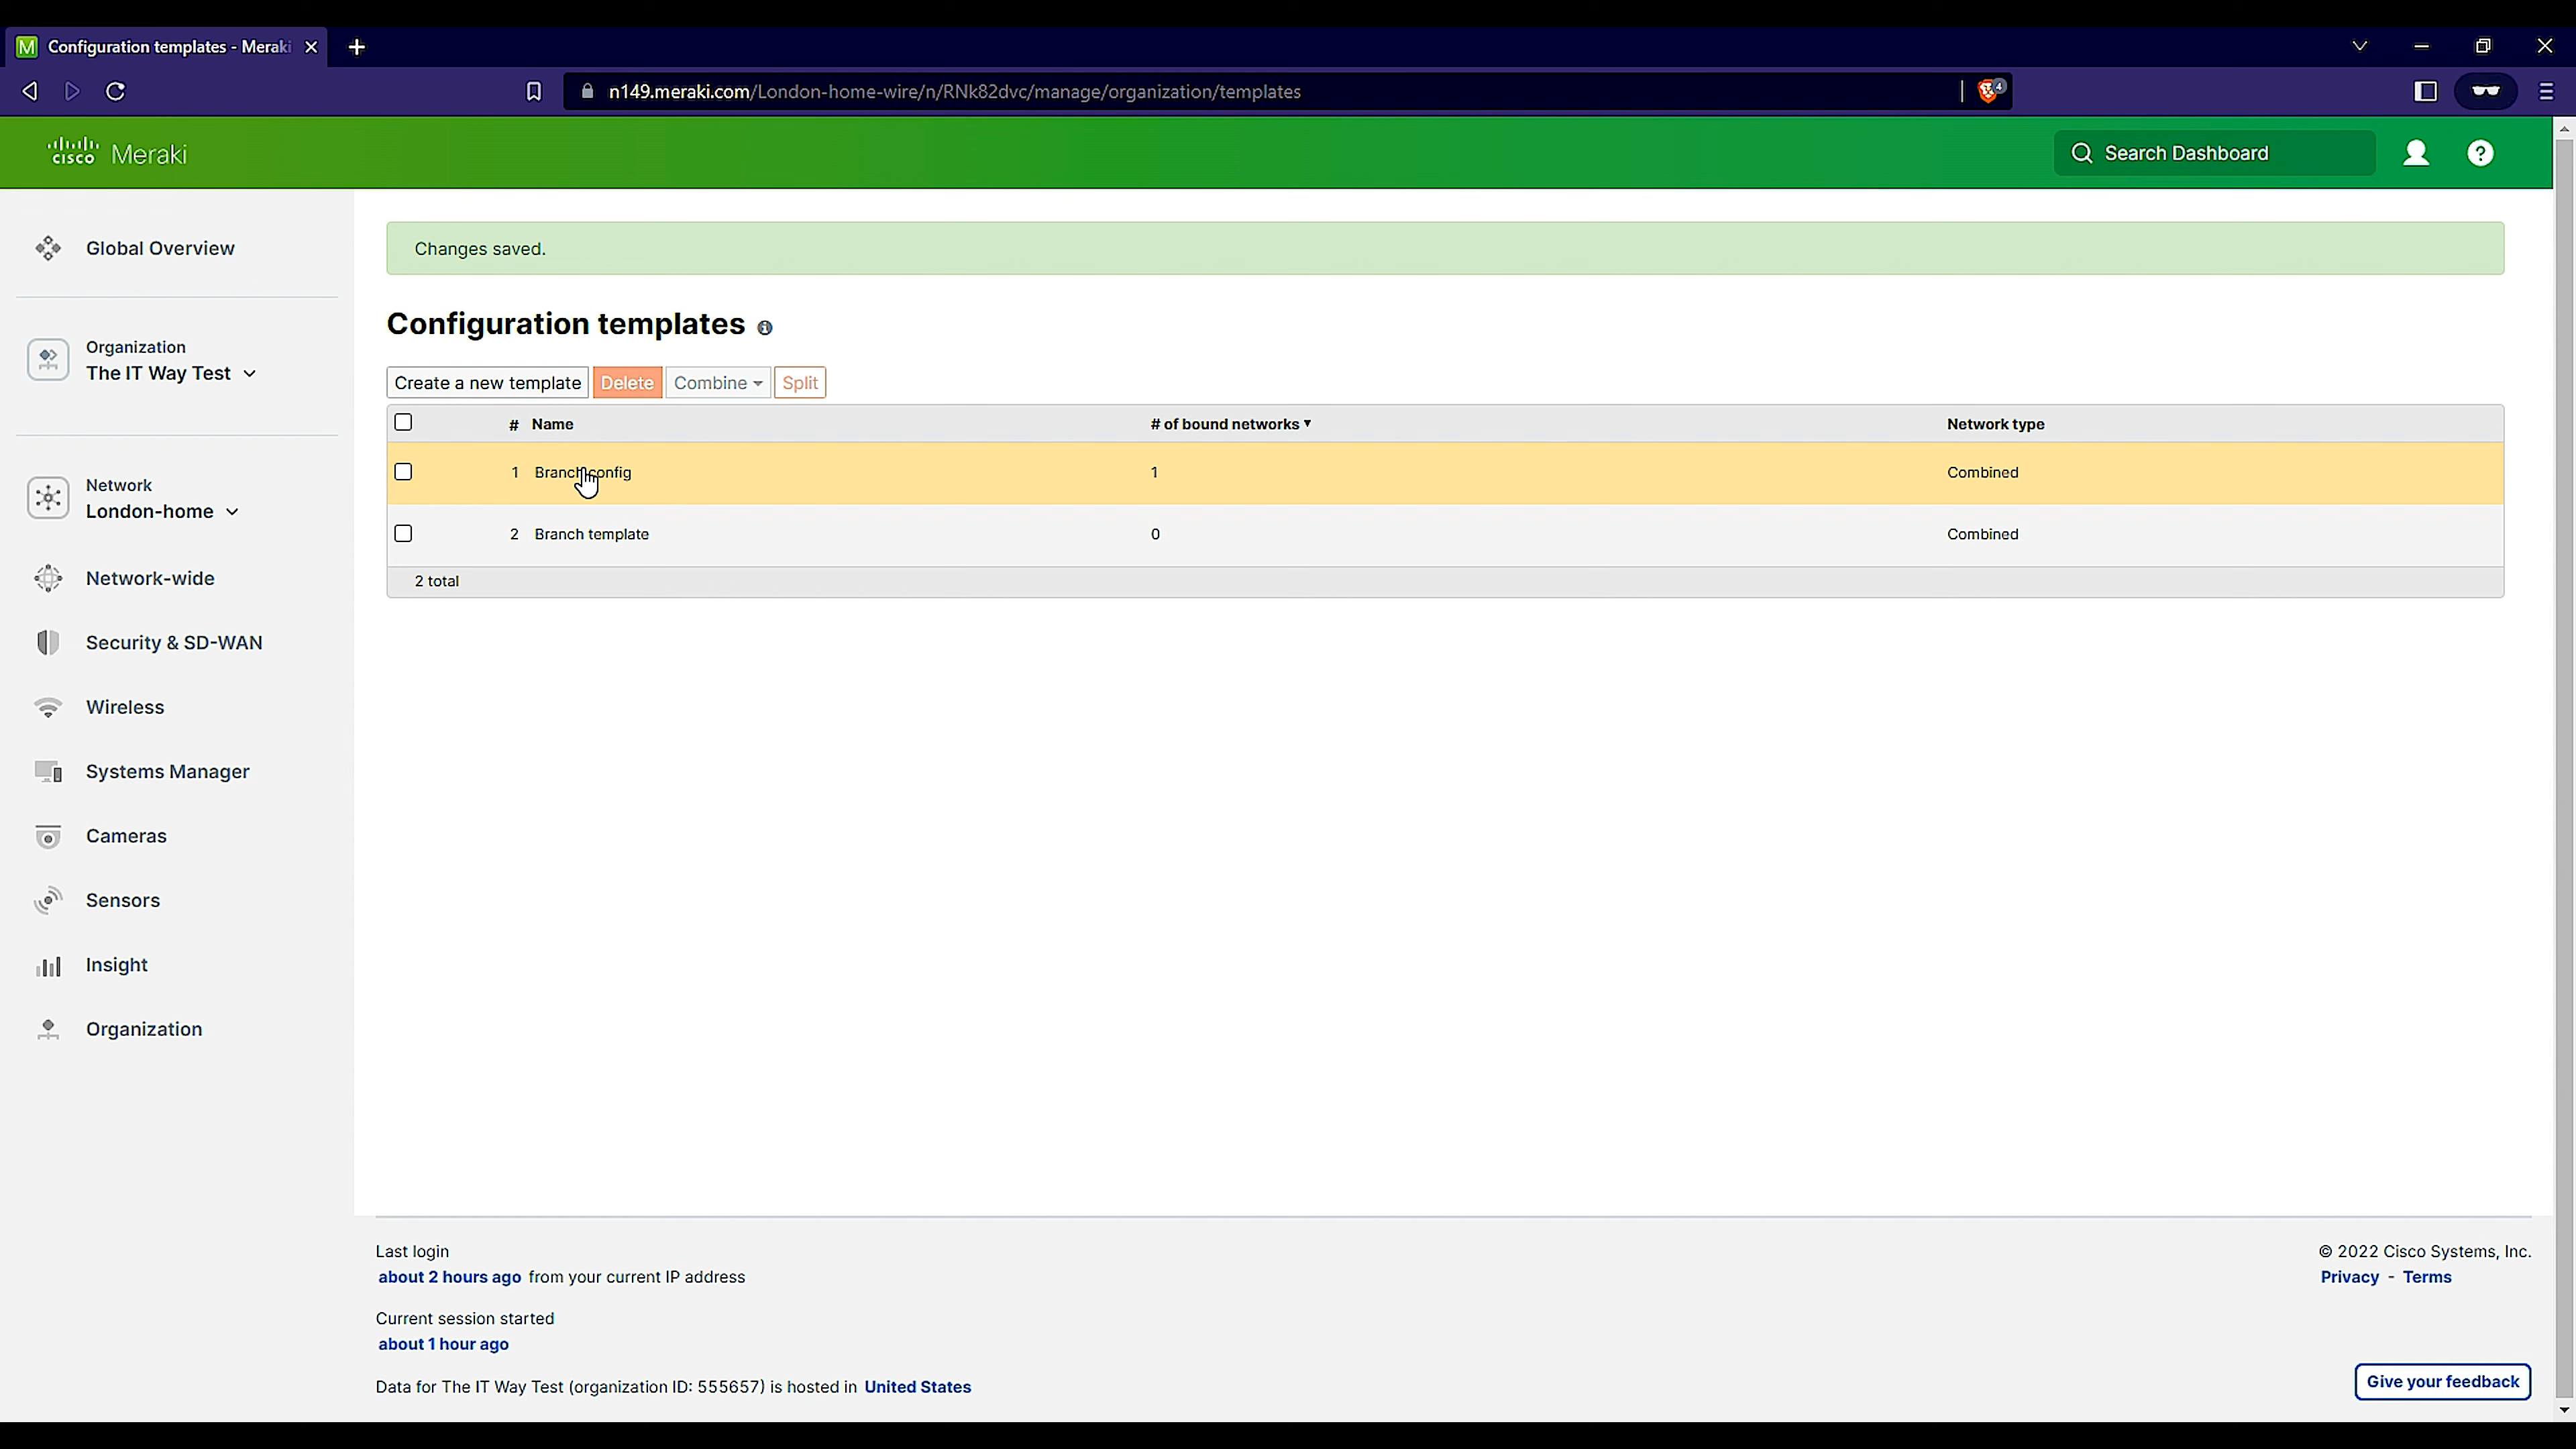 Configuration templates - Meraki
n149.meraki.com/London-home-wire/n/RNk82dvc/manage/organization/templates
4
cisco Meraki
Search Dashboard
Global Overview
Organization
The IT Way Test
Network
London-home
Network-wide
Security & SD-WAN
Wireless
Systems Manager
Cameras
Sensors
Insight
Organization
Changes saved.
Configuration templates
Create a new template Delete Combine Split
# Name # of bound networks Network type
1 Branch config 1 Combined
2 Branch template 0 Combined
2 total
Last login
about 2 hours ago from your current IP address
Current session started
about 1 hour ago
Data for The IT Way Test (organization ID: 555657) is hosted in United States
© 2022 Cisco Systems, Inc.
Privacy - Terms
Give your feedback